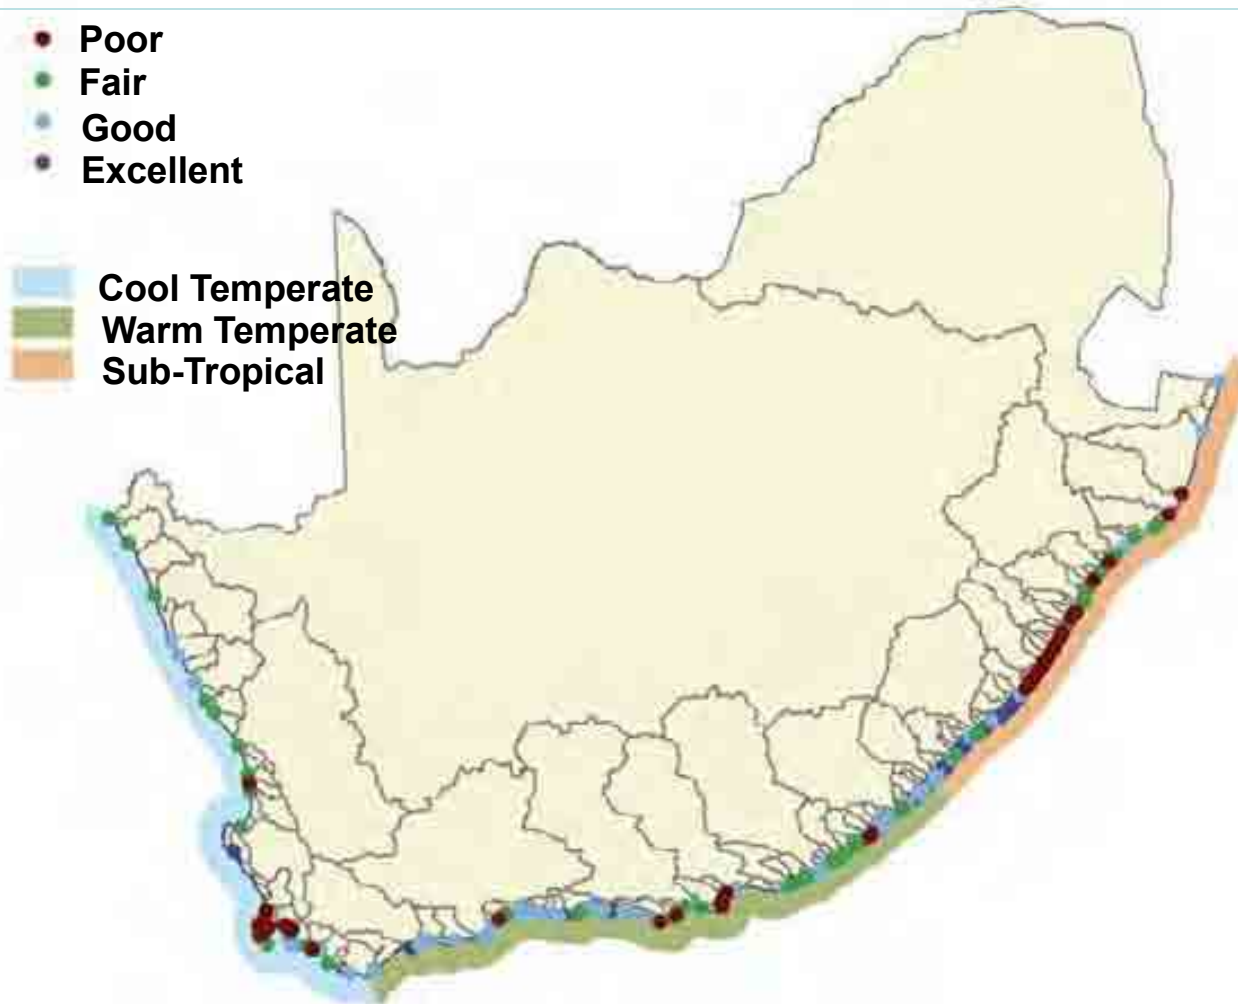 Poor
Fair
Good
Excellent
Cool Temperate
Warm Temperate
Sub-Tropical